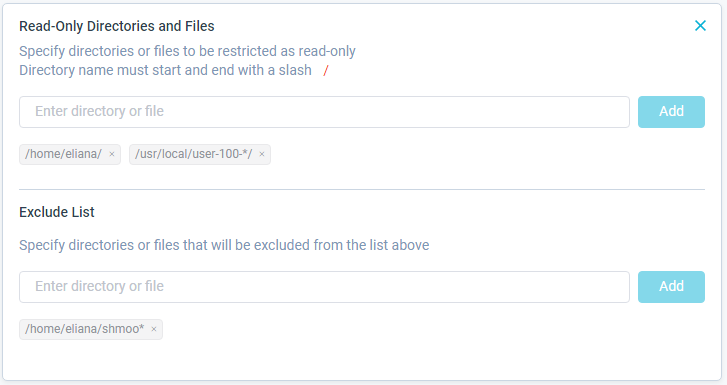 Read-Only Directories and Files
Specify directories or files to be restricted as read-only
Directory name must start and end with a slash /
Enter directory or file
Add
/home/eliana/ ×
/usr/local/user-100-*/ ×
Exclude List
Specify directories or files that will be excluded from the list above
Enter directory or file
Add
/home/eliana/shmoo* ×